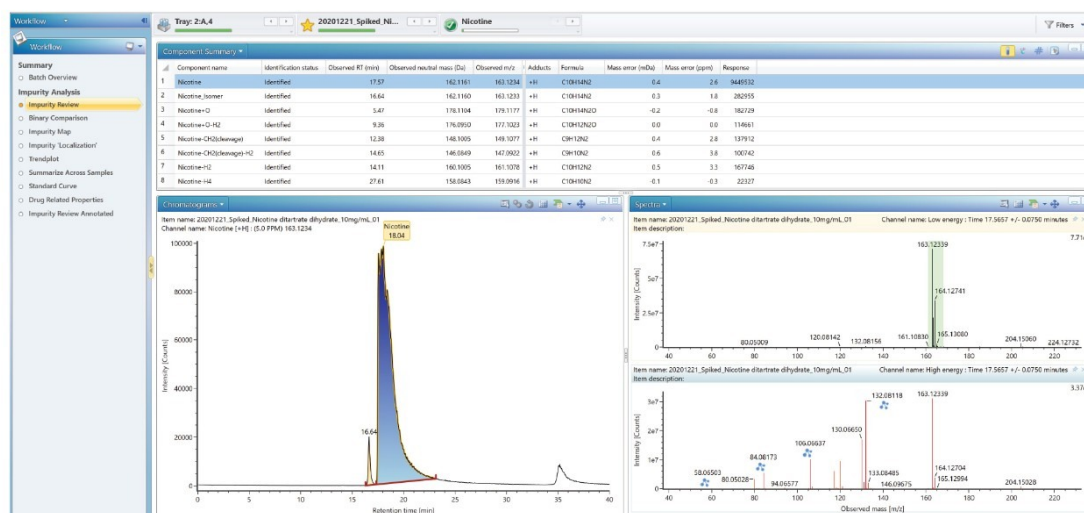 Workflow
Tray: 2:A,4
20201221_Spiked_Ni...
Nicotine
Filters
Workflow
Summary
Batch Overview
Impurity Analysis
Impurity Review
Binary Comparison
Impurity Map
Impurity 'Localization'
Trendplot
Summarize Across Samples
Standard Curve
Drug Related Properties
Impurity Review Annotated
Component Summary
Component name Identification status Observed RT (min) Observed neutral mass (Da) Observed m/z Adducts Formula Mass error (mDa) Mass error (ppm) Response
1 Nicotine Identified 17.57 162.1161 163.1234 +H C10H14N2 0.4 2.6 9449532
2 Nicotine_Isomer Identified 16.64 162.1160 163.1233 +H C10H14N2 0.3 1.8 282955
3 Nicotine+O Identified 5.47 178.1104 179.1177 +H C10H14N2O -0.2 -0.8 182729
4 Nicotine+O-H2 Identified 9.36 176.0950 177.1023 +H C10H12N2O 0.0 0.0 114661
5 Nicotine-CH2(cleavage) Identified 12.38 148.1005 149.1077 +H C9H12N2 0.4 2.8 137912
6 Nicotine-CH2(cleavage)-H2 Identified 14.65 146.0849 147.0922 +H C9H10N2 0.6 3.8 100742
7 Nicotine-H2 Identified 14.11 160.1005 161.1078 +H C10H12N2 0.5 3.3 167746
8 Nicotine-H4 Identified 27.61 158.0843 159.0916 +H C10H10N2 -0.1 -0.3 22327
Chromatograms
Item name: 20201221_Spiked_Nicotine ditartrate dihydrate_10mg/mL_01
Channel name: Nicotine [+H] : (5.0 PPM) 163.1234
Nicotine
18.04
100000
80000
60000
40000
20000
0
16.64
Intensity [Counts]
0 5 10 15 20 25 30 35 40
Retention time [min]
Spectra
Item name: 20201221_Spiked_Nicotine ditartrate dihydrate_10mg/mL_01 Channel name: Low energy : Time 17.5657 +/- 0.0750 minutes
Item description:
163.12339
7.5e7
5e7
2.5e7
0
164.12741
80.05009 120.08142 132.08156 161.10830 165.13080 204.15060 224.12732
Intensity [Counts]
40 60 80 100 120 140 160 180 200 220
Item name: 20201221_Spiked_Nicotine ditartrate dihydrate_10mg/mL_01 Channel name: High energy : Time 17.5657 +/- 0.0750 minutes
Item description:
132.08118 163.12339
3e7
2e7
1e7
0
130.06650
106.06637
84.08173
58.06503
80.05028
94.06577
133.08485
146.09675
164.12704
165.12994
204.15028
Intensity [Counts]
40 60 80 100 120 140 160 180 200 220
Observed mass [m/z]